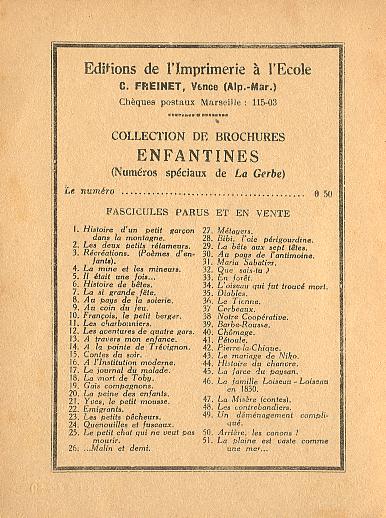 Editions de l'Imprimerie à l'Ecole
C. FREINET, Vence (Alp.-Mar.)
Chèques postaux Marseille : 115-03
COLLECTION DE BROCHURES
ENFANTINES
(Numéros spéciaux de La Gerbe)
Le numéro .......................................... 0 50
FASCICULES PARUS ET EN VENTE
1. Histoire d'un petit garçon
dans la montagne.
2. Les deux petits rétameurs.
3. Récréations. (Poèmes d'en-
fants).
4. La mine et les mineurs.
5. Il était une fois...
6. Histoire de bêtes.
7. La si grande fête.
8. Au pays de la soierie.
9. Au coin du feu.
10. François, le petit berger.
11. Les charbonniers.
12. Les aventures de quatre gars.
13. A travers mon enfance.
14. A la pointe de Trévignon.
15. Contes du soir.
16. A l'Institution moderne.
17. Le journal du malade.
18. La mort de Toby.
19. Gais compagnons.
20. La peine des enfants.
21. Yves, le petit mousse.
22. Emigrants.
23. Les petits pêcheurs.
24. Quenouilles et fuseaux.
25. Le petit chat qui ne veut pas
mourir.
26. ...Malin et demi.
27. Métayers.
28. Bibi, l'oie périgourdine.
29. La bête aux sept têtes.
30. Au pays de l'antimoine.
31. Maria Sabatier.
32. Que sais-tu ?
33. En forêt.
34. L'oiseau qui fut trouvé mort.
35. Diables.
36. Le Tienne.
37. Corbeaux.
38. Notre Coopérative.
39. Barbe-Rousse.
40. Chômage.
41. Pétoule.
42. Pierre-la-Chique.
43. Le mariage de Niko.
44. Histoire du chanvre.
45. La farce du paysan.
46. La famille Loiseau-Loiseau
en 1850.
47. La Misère (contes).
48. Les contrebandiers.
49. Un déménagement compli-
qué.
50. Arrière, les canons !
51. La plaine est vaste comme
une mer...